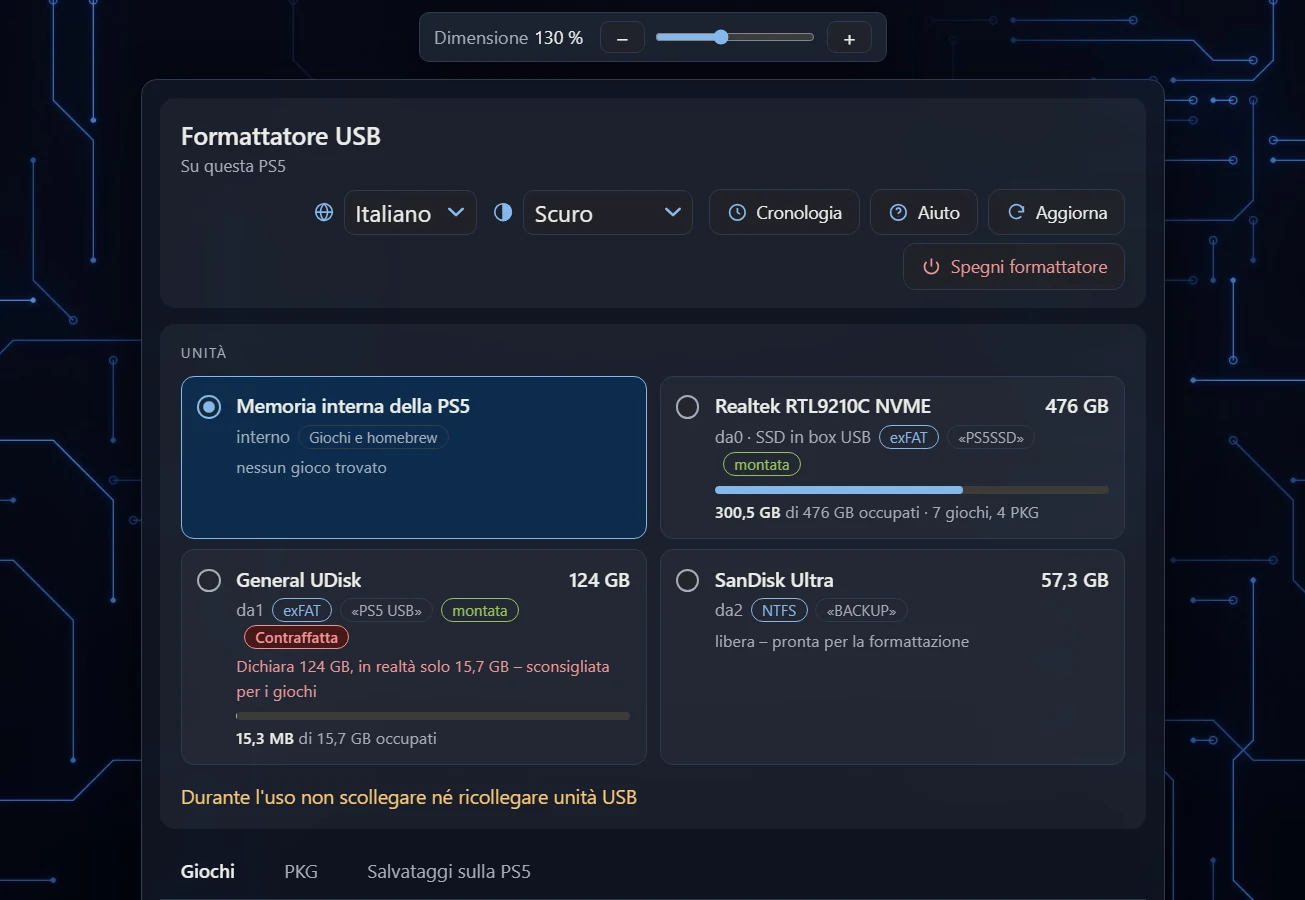 Dimensione 130 % − +
Formattatore USB
Su questa PS5
Italiano Scuro Cronologia Aiuto Aggiorna
Spegni formattatore
UNITÀ
Memoria interna della PS5
interno Giochi e homebrew
nessun gioco trovato
Realtek RTL9210C NVME 476 GB
da0 · SSD in box USB exFAT «PS5SSD»
montata
300,5 GB di 476 GB occupati · 7 giochi, 4 PKG
General UDisk 124 GB
da1 exFAT «PS5 USB» montata
Contraffatta
Dichiara 124 GB, in realtà solo 15,7 GB – sconsigliata
per i giochi
15,3 MB di 15,7 GB occupati
SanDisk Ultra 57,3 GB
da2 NTFS «BACKUP»
libera – pronta per la formattazione
Durante l'uso non scollegare né ricollegare unità USB
Giochi PKG Salvataggi sulla PS5